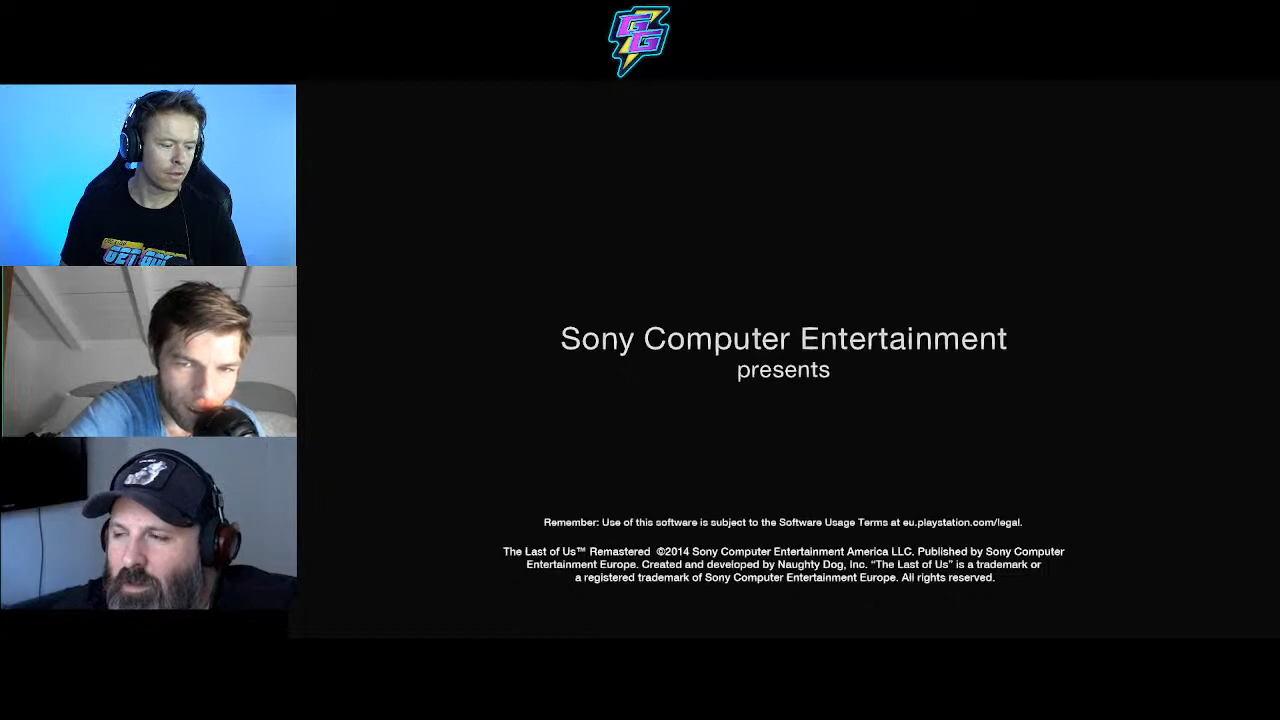 GG
GET GOOD
Sony Computer Entertainment
presents
Remember: Use of this software is subject to the Software Usage Terms at eu.playstation.com/legal.
The Last of Us™ Remastered ©2014 Sony Computer Entertainment America LLC. Published by Sony Computer
Entertainment Europe. Created and developed by Naughty Dog, Inc. “The Last of Us” is a trademark or
a registered trademark of Sony Computer Entertainment Europe. All rights reserved.